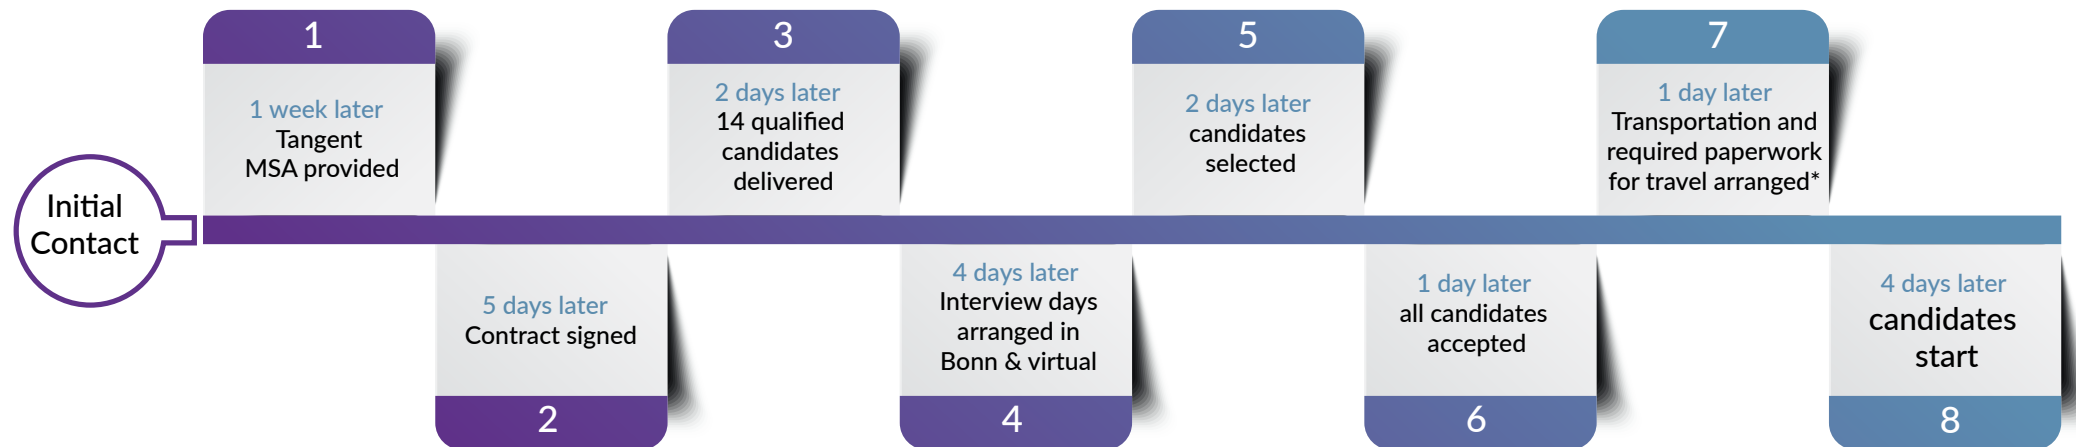 Initial
Contact
1
1 week later
Tangent
MSA provided
2
5 days later
Contract signed
3
2 days later
14 qualified
candidates
delivered
4
4 days later
Interview days
arranged in
Bonn & virtual
5
2 days later
candidates
selected
6
1 day later
all candidates
accepted
7
1 day later
Transportation and
required paperwork
for travel arranged*
8
4 days later
candidates
start